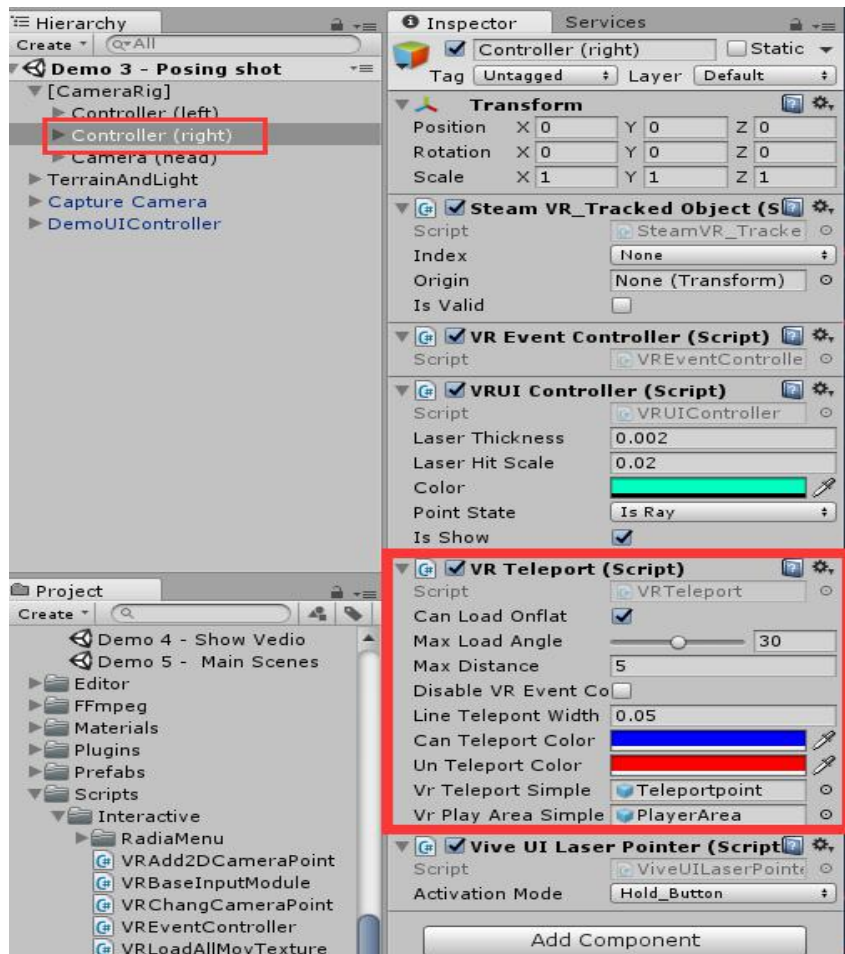 Hierarchy
Create
All
Demo 3 - Posing shot
[CameraRig]
Controller (left)
Controller (right)
Camera (head)
TerrainAndLight
Capture Camera
DemoUIController
Project
Create
Demo 4 - Show Vedio
Demo 5 - Main Scenes
Editor
FFmpeg
Materials
Plugins
Prefabs
Scripts
Interactive
RadiaMenu
VRAdd2DCameraPoint
VRBaseInputModule
VRChangCameraPoint
VREventController
VRLoadAllMovTexture
Inspector Services
Controller (right) Static
Tag Untagged Layer Default
Transform
Position X 0 Y 0 Z 0
Rotation X 0 Y 0 Z 0
Scale X 1 Y 1 Z 1
Steam VR_Tracked Object (S
Script SteamVR_Tracke
Index None
Origin None (Transform)
Is Valid
VR Event Controller (Script)
Script VREventControlle
VRUI Controller (Script)
Script VRUIController
Laser Thickness 0.002
Laser Hit Scale 0.02
Color
Point State Is Ray
Is Show
VR Teleport (Script)
Script VRTeleport
Can Load Onflat
Max Load Angle 30
Max Distance 5
Disable VR Event Co
Line Telepont Width 0.05
Can Teleport Color
Un Teleport Color
Vr Teleport Simple Teleportpoint
Vr Play Area Simple PlayerArea
Vive UI Laser Pointer (Script
Script ViveUILaserPointe
Activation Mode Hold_Button
Add Component